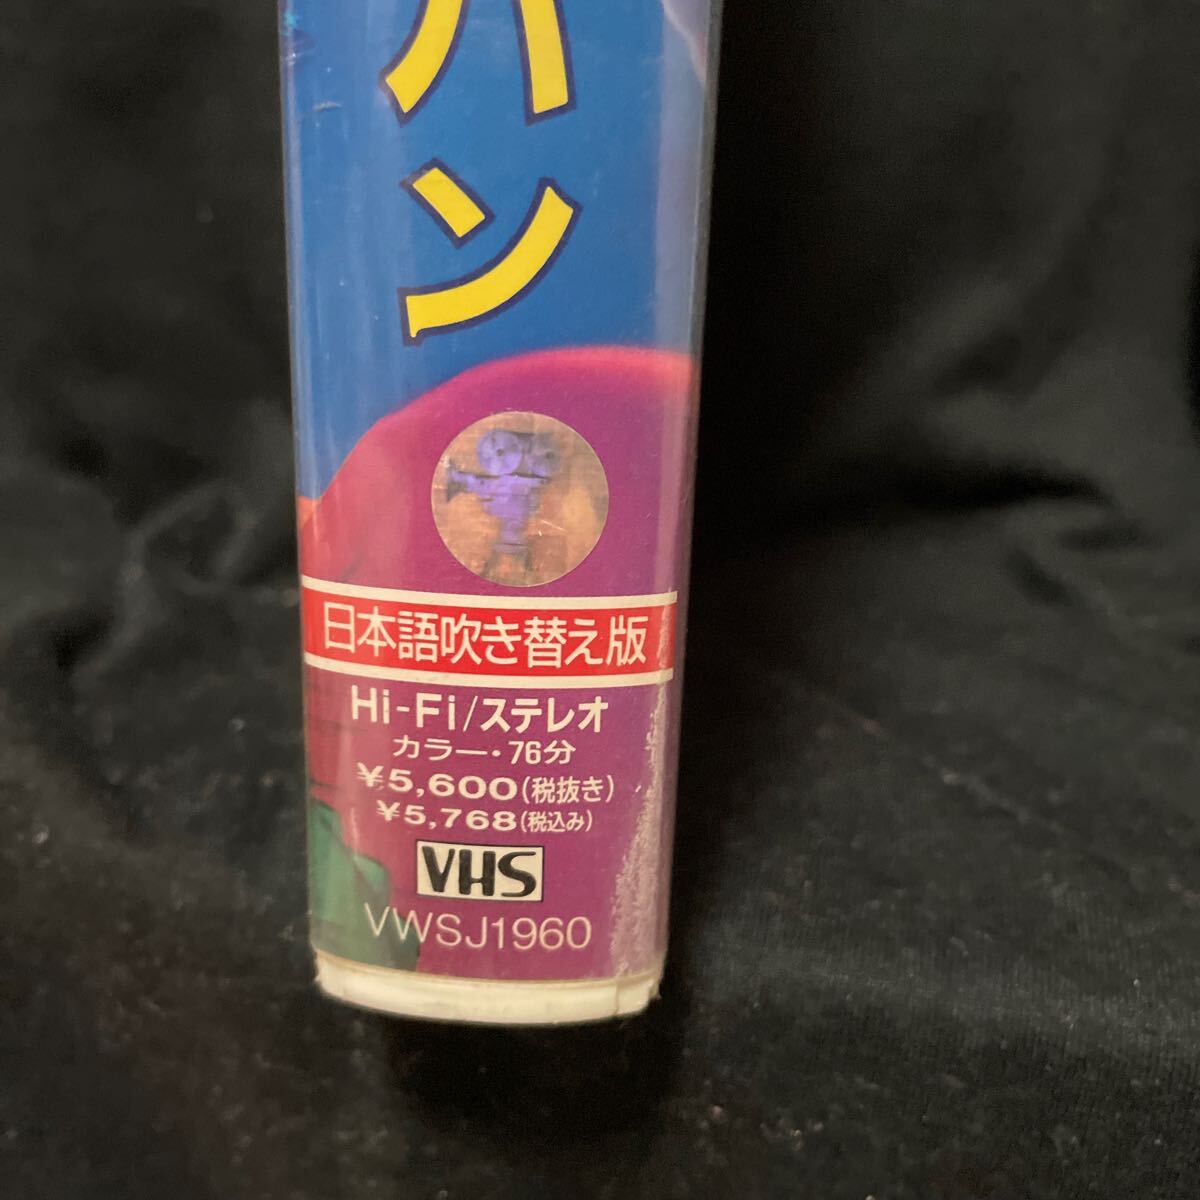 ン
日本語吹き替え版
Hi-Fi/ステレオ
カラー・76分
¥5,600(税抜き)
¥5,768(税込み)
VHS
VWSJ1960